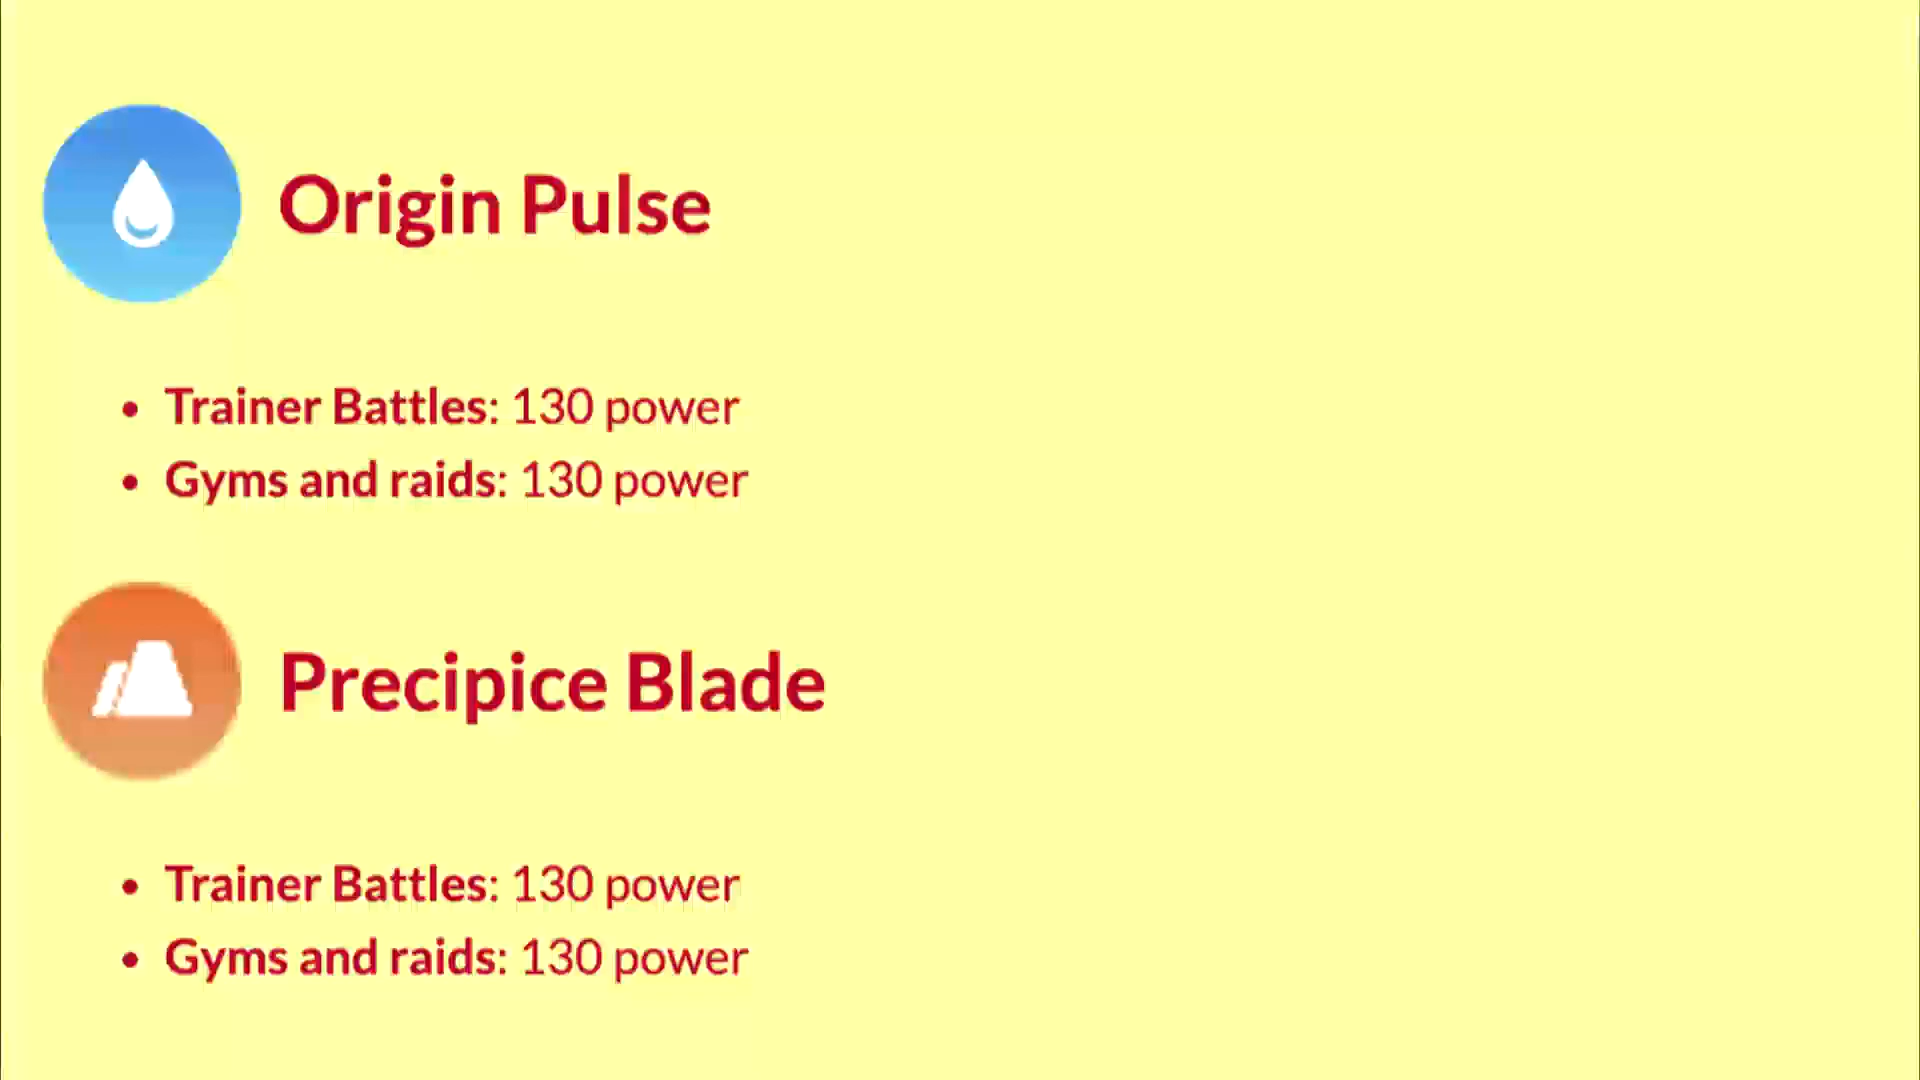 Origin Pulse
• Trainer Battles: 130 power
• Gyms and raids: 130 power
Precipice Blade
• Trainer Battles: 130 power
• Gyms and raids: 130 power